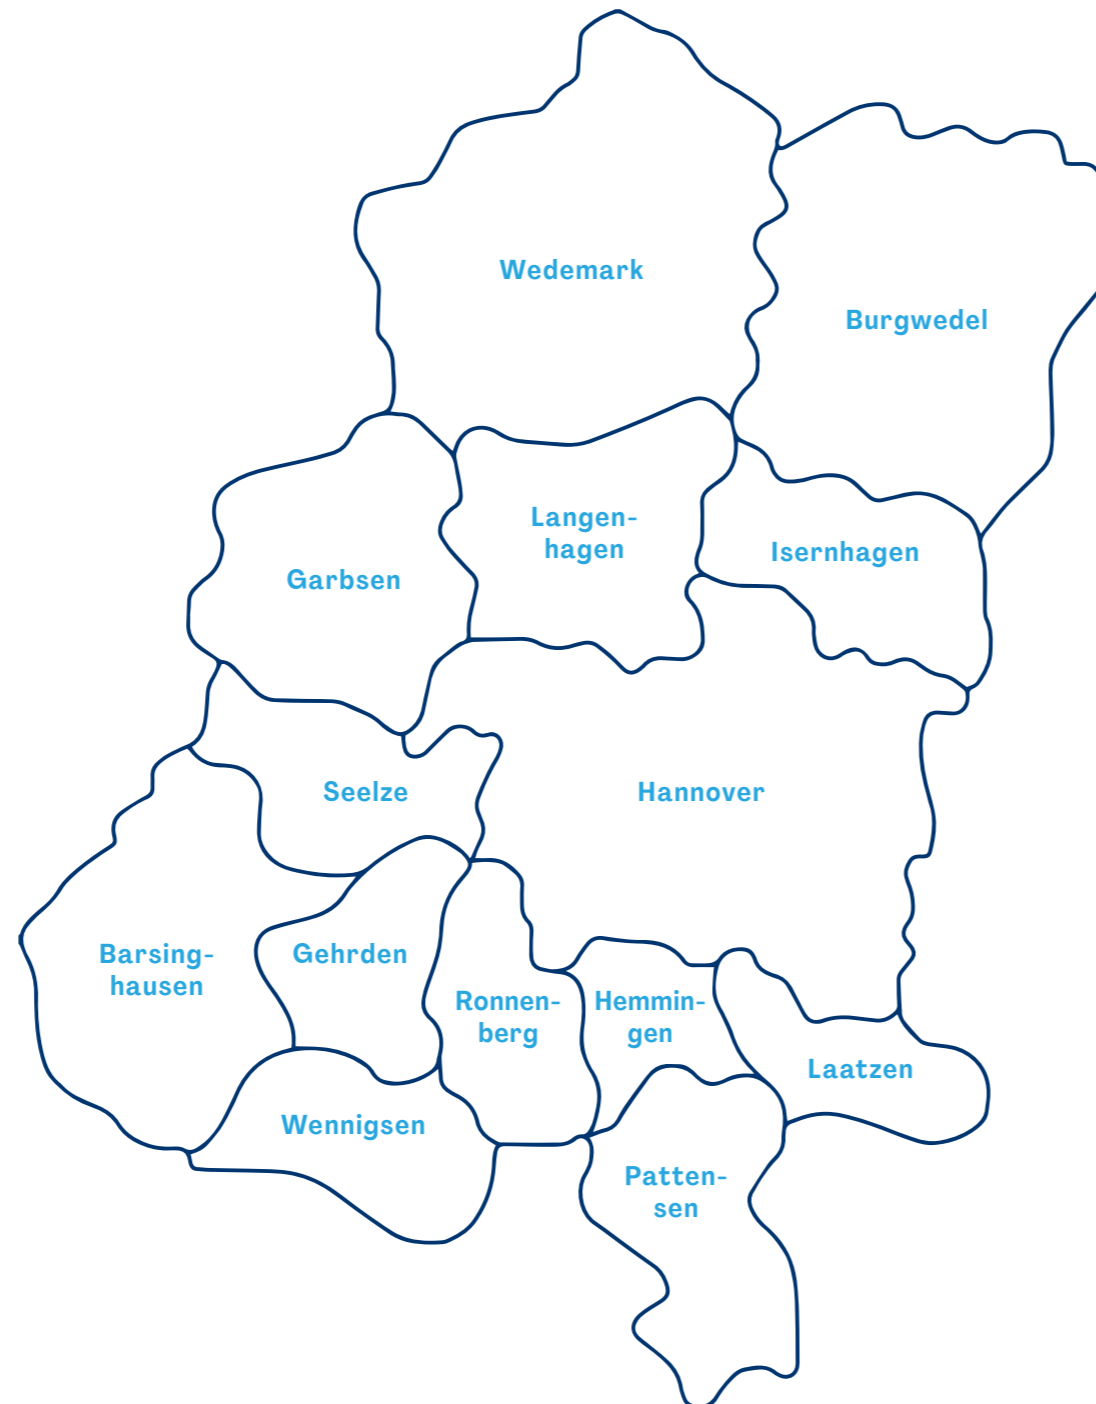 Wedemark
Burgwedel
Langen-
hagen
Isernhagen
Garbsen
Seelze
Hannover
Barsing-
hausen
Gehrden
Ronnen-
berg
Hemmin-
gen
Laatzen
Wennigsen
Patten-
sen